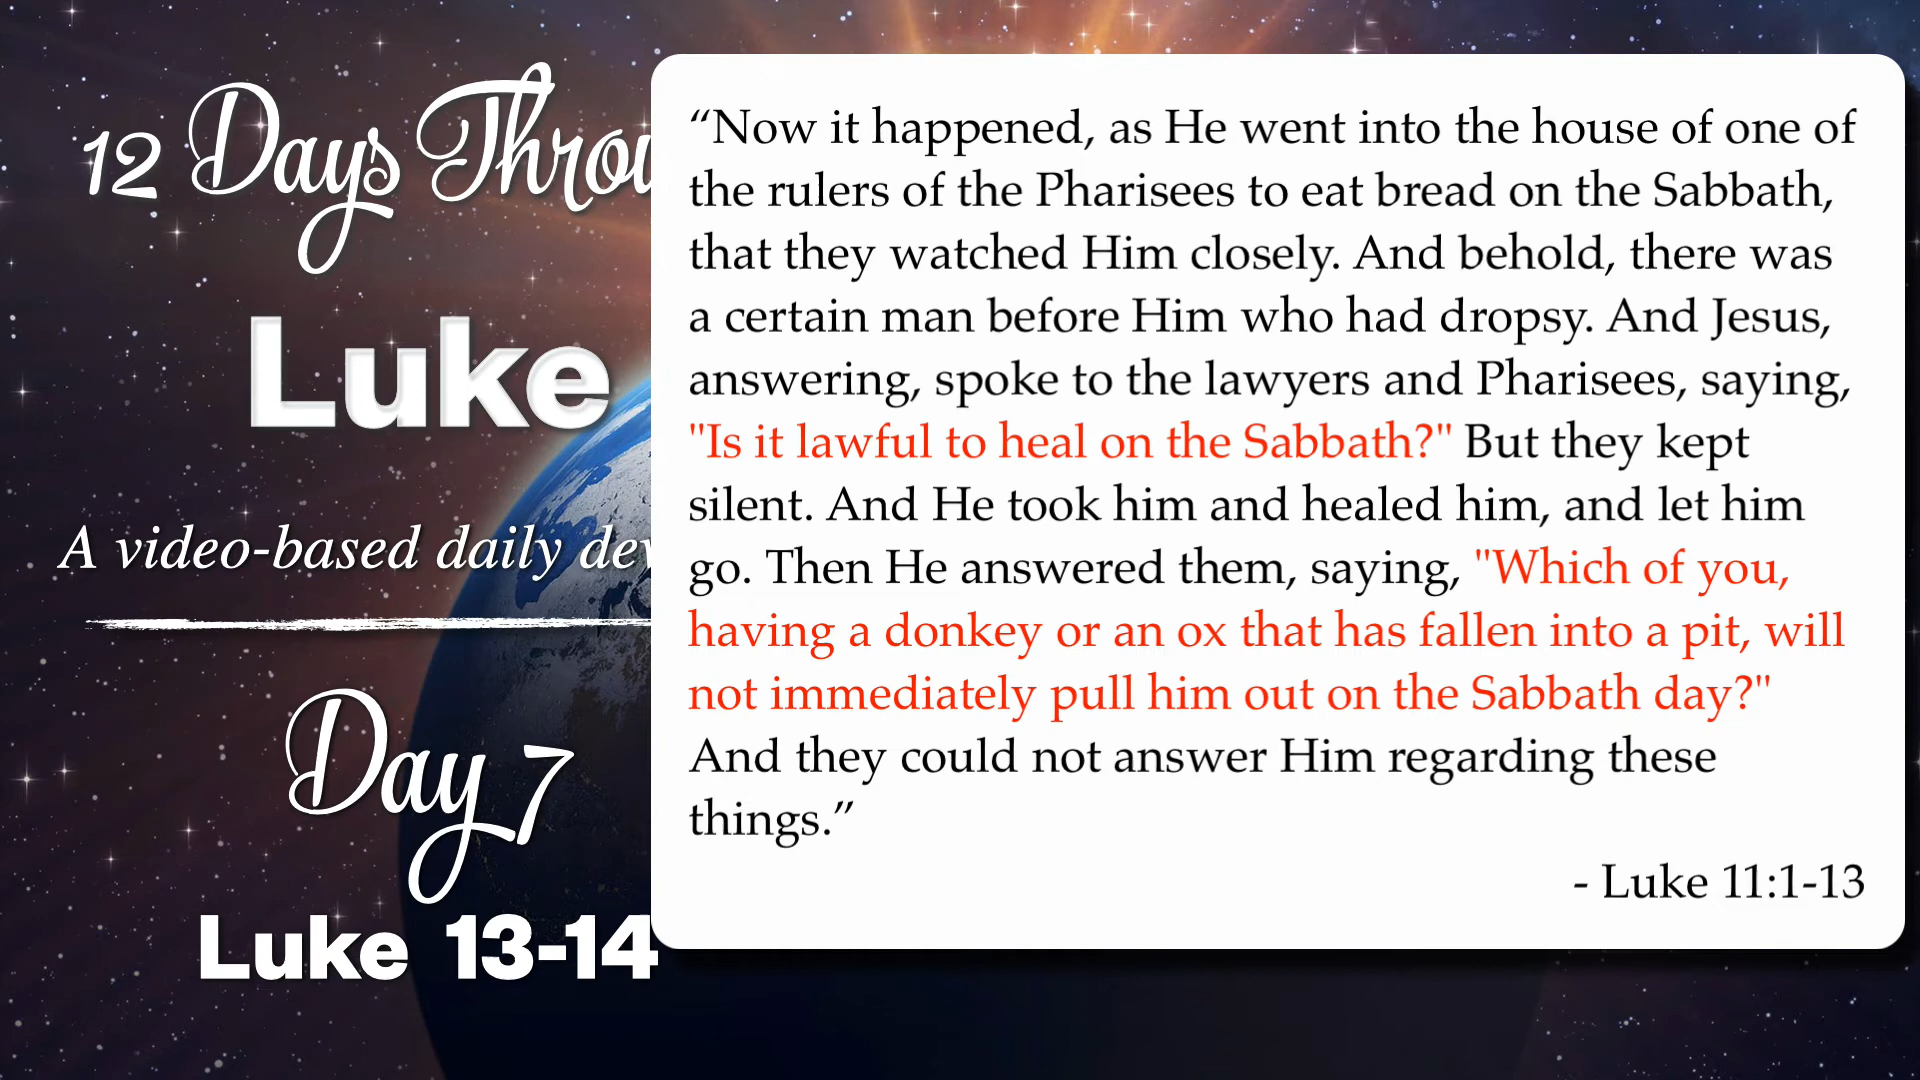 12 Days Throu
Luke
A video-based daily dev
Day 7
Luke 13-14
“Now it happened, as He went into the house of one of
the rulers of the Pharisees to eat bread on the Sabbath,
that they watched Him closely. And behold, there was
a certain man before Him who had dropsy. And Jesus,
answering, spoke to the lawyers and Pharisees, saying,
"Is it lawful to heal on the Sabbath?" But they kept
silent. And He took him and healed him, and let him
go. Then He answered them, saying, "Which of you,
having a donkey or an ox that has fallen into a pit, will
not immediately pull him out on the Sabbath day?"
And they could not answer Him regarding these
things.”
- Luke 11:1-13